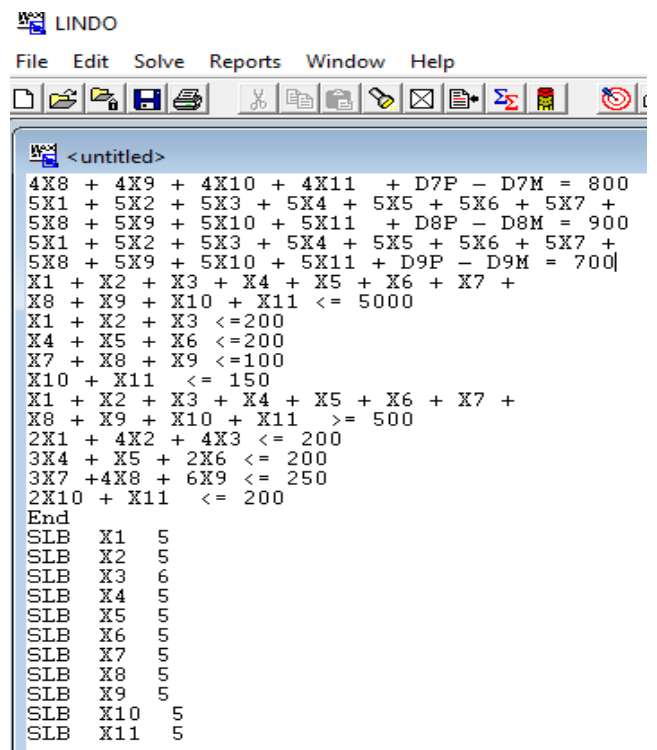 LINDO
File Edit Solve Reports Window Help
<untitled>
4X8 + 4X9 + 4X10 + 4X11  + D7P - D7M = 800
5X1 + 5X2 + 5X3 + 5X4 + 5X5 + 5X6 + 5X7 +
5X8 + 5X9 + 5X10 + 5X11  + D8P - D8M = 900
5X1 + 5X2 + 5X3 + 5X4 + 5X5 + 5X6 + 5X7 +
5X8 + 5X9 + 5X10 + 5X11 + D9P - D9M = 700
X1 + X2 + X3 + X4 + X5 + X6 + X7 +
X8 + X9 + X10 + X11 <= 5000
X1 + X2 + X3 <=200
X4 + X5 + X6 <=200
X7 + X8 + X9 <=100
X10 + X11  <= 150
X1 + X2 + X3 + X4 + X5 + X6 + X7 +
X8 + X9 + X10 + X11  >= 500
2X1 + 4X2 + 4X3 <= 200
3X4 + X5 + 2X6 <= 200
3X7 +4X8 + 6X9 <= 250
2X10 + X11  <= 200
End
SLB  X1  5
SLB  X2  5
SLB  X3  6
SLB  X4  5
SLB  X5  5
SLB  X6  5
SLB  X7  5
SLB  X8  5
SLB  X9  5
SLB  X10  5
SLB  X11  5